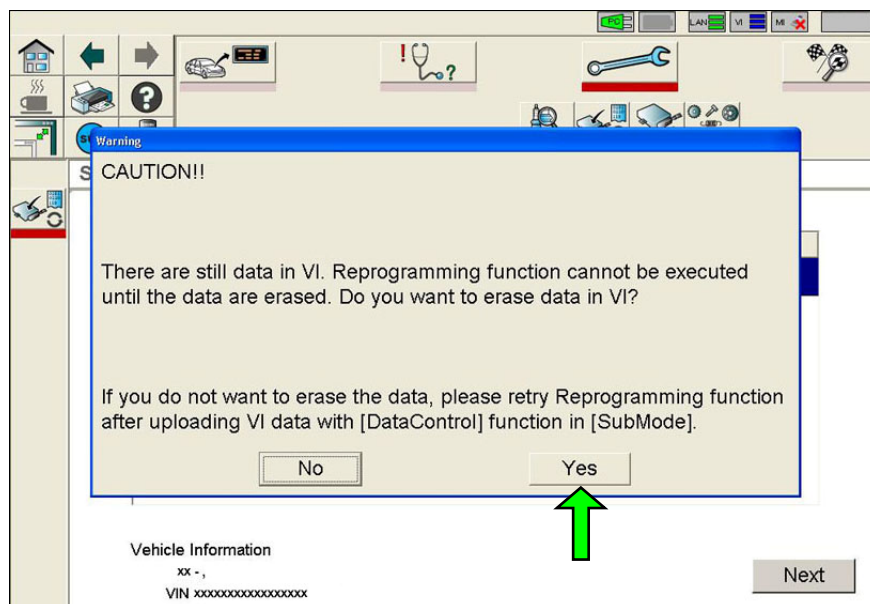 PC
LAN
VI
MI
!
?
?
Warning
CAUTION!!
There are still data in VI. Reprogramming function cannot be executed
until the data are erased. Do you want to erase data in VI?
If you do not want to erase the data, please retry Reprogramming function
after uploading VI data with [DataControl] function in [SubMode].
No
Yes
Vehicle Information
xx - ,
VIN xxxxxxxxxxxxxxxxx
Next